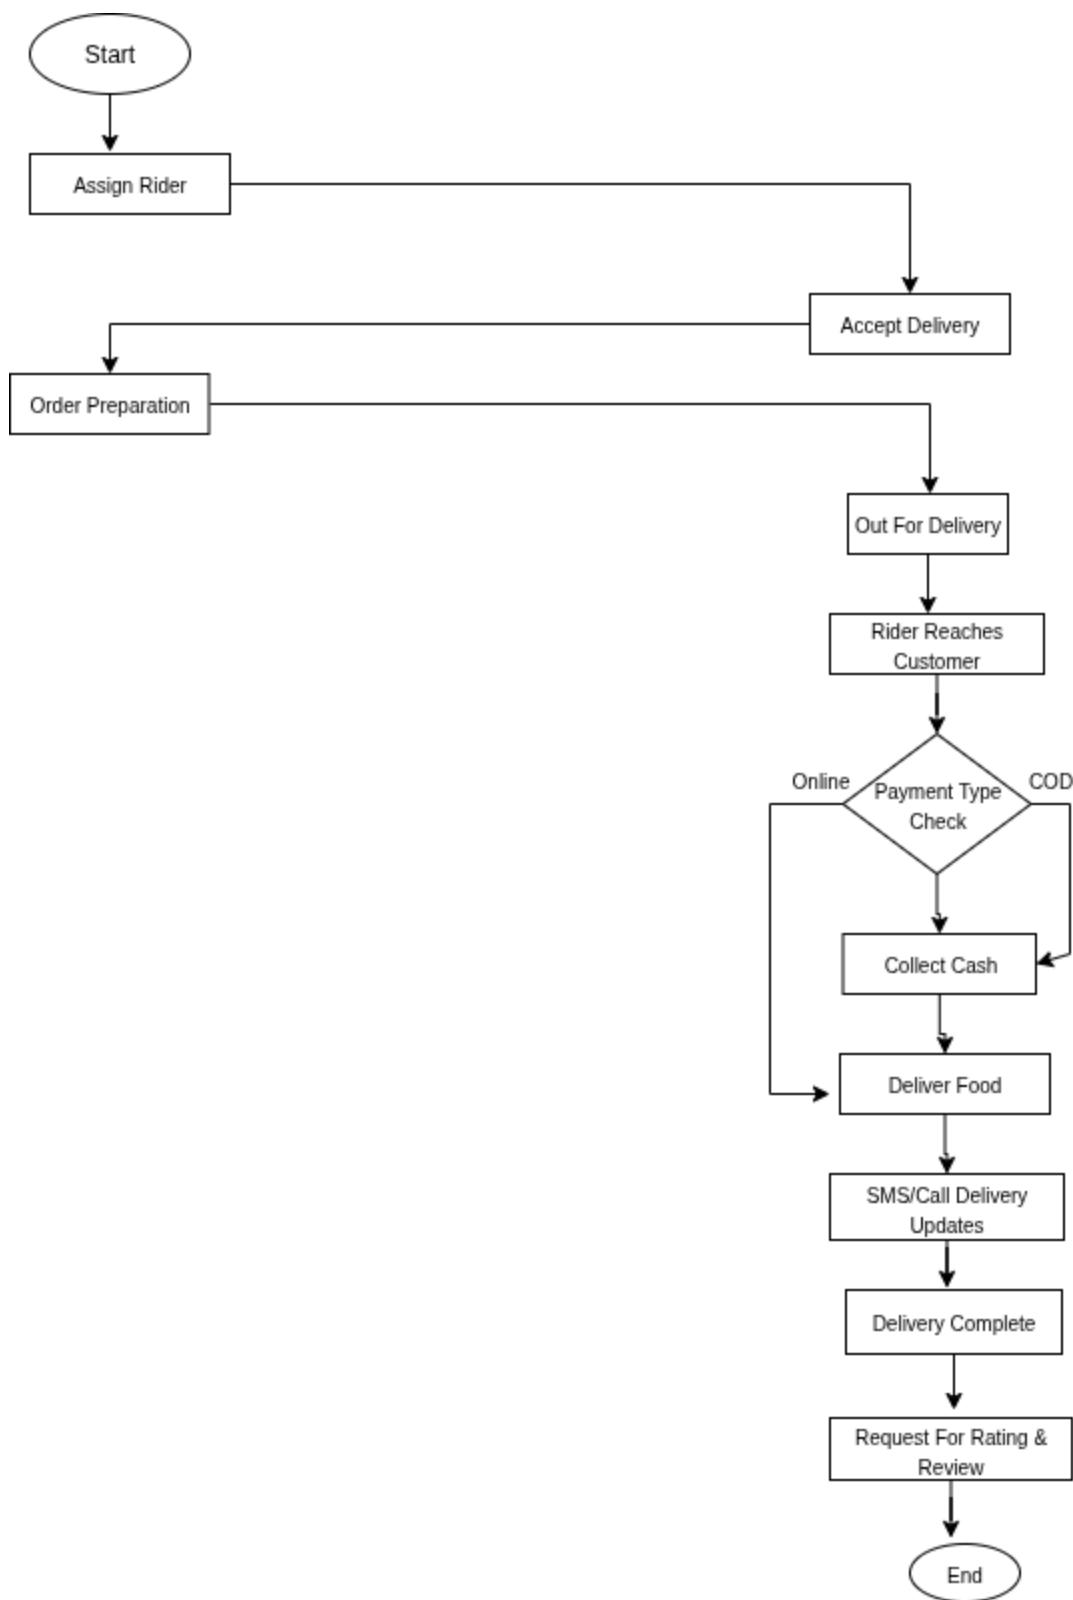 Start
Assign Rider
Accept Delivery
Order Preparation
Out For Delivery
Rider Reaches
Customer
Online
COD
Payment Type
Check
Collect Cash
Deliver Food
SMS/Call Delivery
Updates
Delivery Complete
Request For Rating &
Review
End